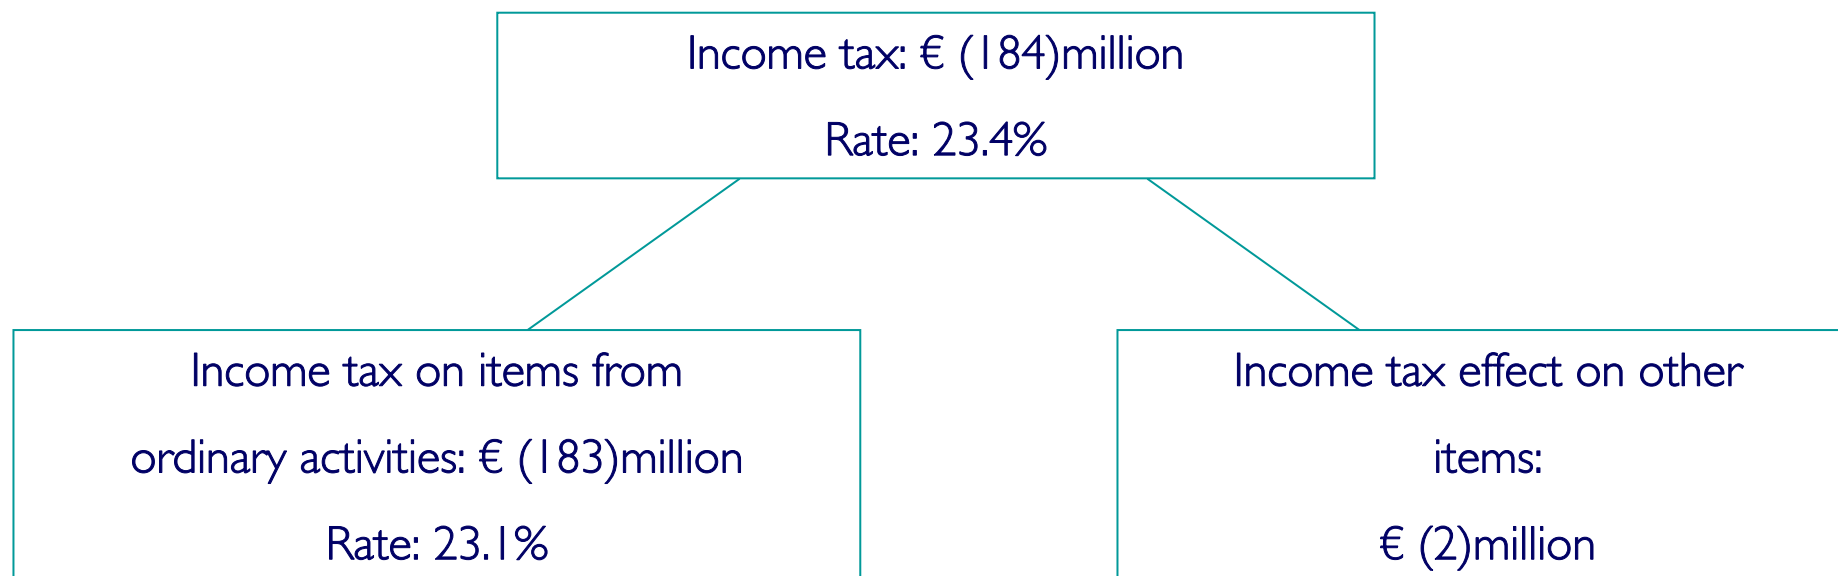 Income tax: € (184)million
Rate: 23.4%
Income tax on items from
ordinary activities: € (183)million
Rate: 23.1%
Income tax effect on other
items:
€ (2)million